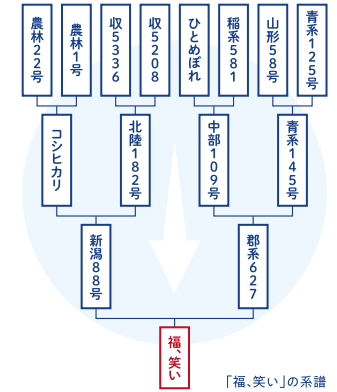 農林22号
農林1号
収5336
収5208
ひとめぼれ
稲系581
山形58号
青系125号
コシヒカリ
北陸182号
中部109号
青系145号
新潟88号
郡系627
福、笑い
「福、笑い」の系譜